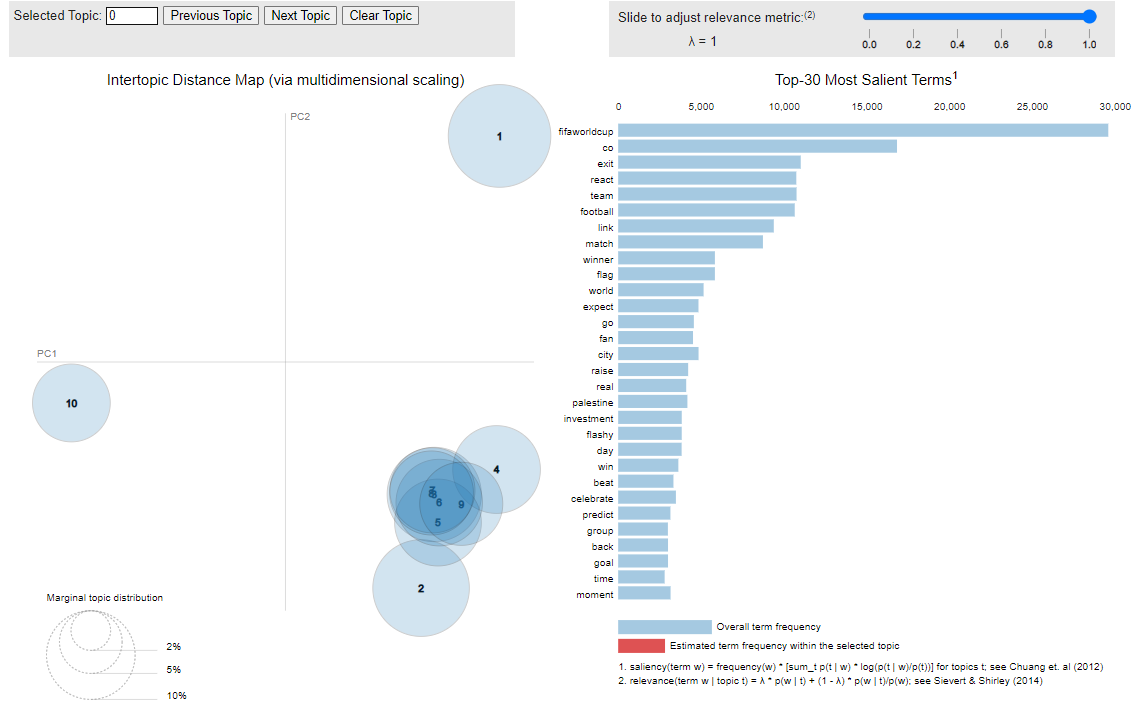 Selected Topic: 0 Previous Topic Next Topic Clear Topic
Slide to adjust relevance metric:(2)
λ = 1
0.0 0.2 0.4 0.6 0.8 1.0
Intertopic Distance Map (via multidimensional scaling)
PC2
PC1
1
10
4
6
9
5
2
Marginal topic distribution
2%
5%
10%
Top-30 Most Salient Terms1
0 5,000 10,000 15,000 20,000 25,000 30,000
fifaworldcup
co
exit
react
team
football
link
match
winner
flag
world
expect
go
fan
city
raise
real
palestine
investment
flashy
day
win
beat
celebrate
predict
group
back
goal
time
moment
Overall term frequency
Estimated term frequency within the selected topic
1. saliency(term w) = frequency(w) * [sum_t p(t | w) * log(p(t | w)/p(t))] for topics t; see Chuang et. al (2012)
2. relevance(term w | topic t) = λ * p(w | t) + (1 - λ) * p(w | t)/p(w); see Sievert & Shirley (2014)